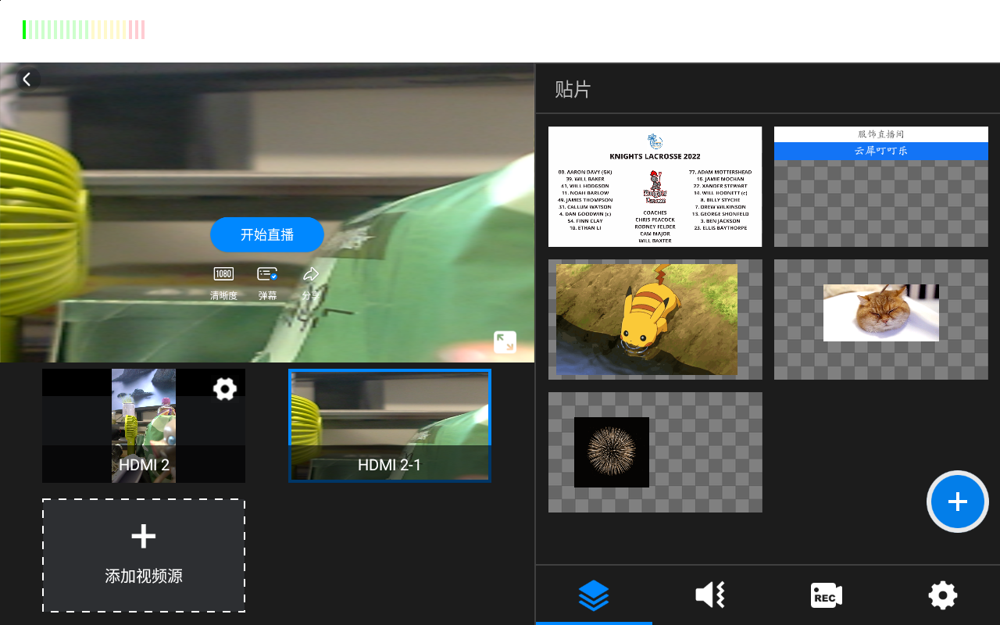 贴片
开始直播
1080
清晰度
弹幕
分享
HDMI 2
HDMI 2-1
添加视频源
KNIGHTS LACROSSE 2022
00. AARON DAVY (GK)
39. WILL BAKER
41. WILL HODGSON
11. NOAH BARLOW
49. JAMES THOMPSON
31. CALLUM WATSON
4. DAN GOODWIN (c)
54. FINN CLAY
10. ETHAN LI
COACHES
CHRIS PEACOCK
RODNEY FELDER
CAM MAJOR
WILL BAXTER
77. ADAM MOTTERSHEAD
16. JAMIE MOCHAN
22. XANDER STEWART
14. WILL HODNETT (c)
8. BILLY STYCHE
7. DREW WILKINSON
13. GEORGE SHONFELD
3. BEN JACKSON
23. ELLIS BAYTHORPE
服饰直播间
云犀叮叮乐
REC